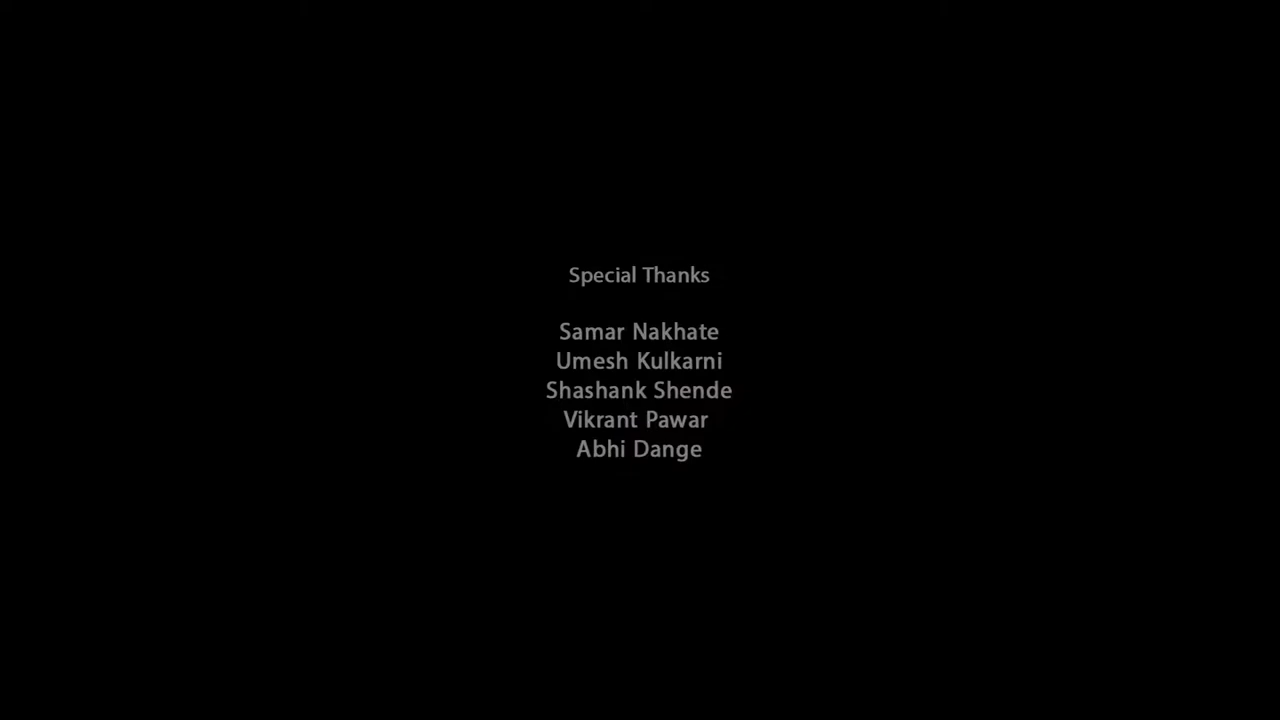 Special Thanks
Samar Nakhate
Umesh Kulkarni
Shashank Shende
Vikrant Pawar
Abhi Dange